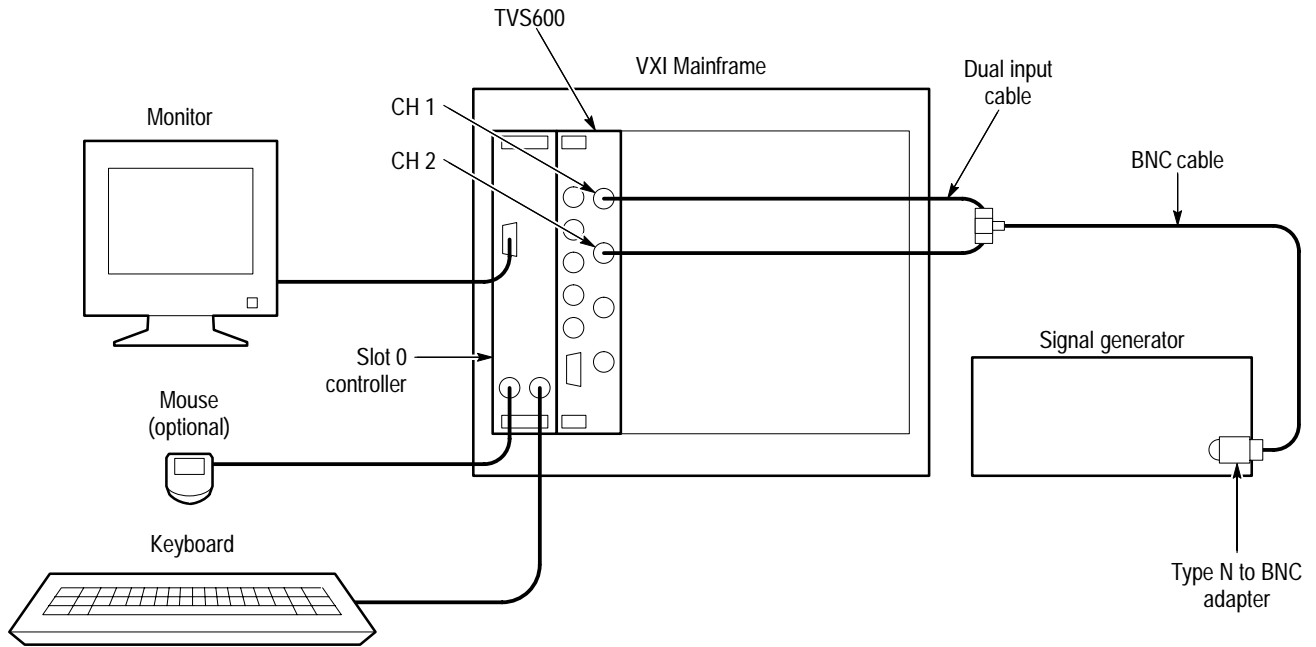 TVS600
VXI Mainframe
Dual input
cable
CH 1
Monitor
CH 2
BNC cable
Signal generator
Slot 0
controller
Mouse
(optional)
Keyboard
Type N to BNC
adapter